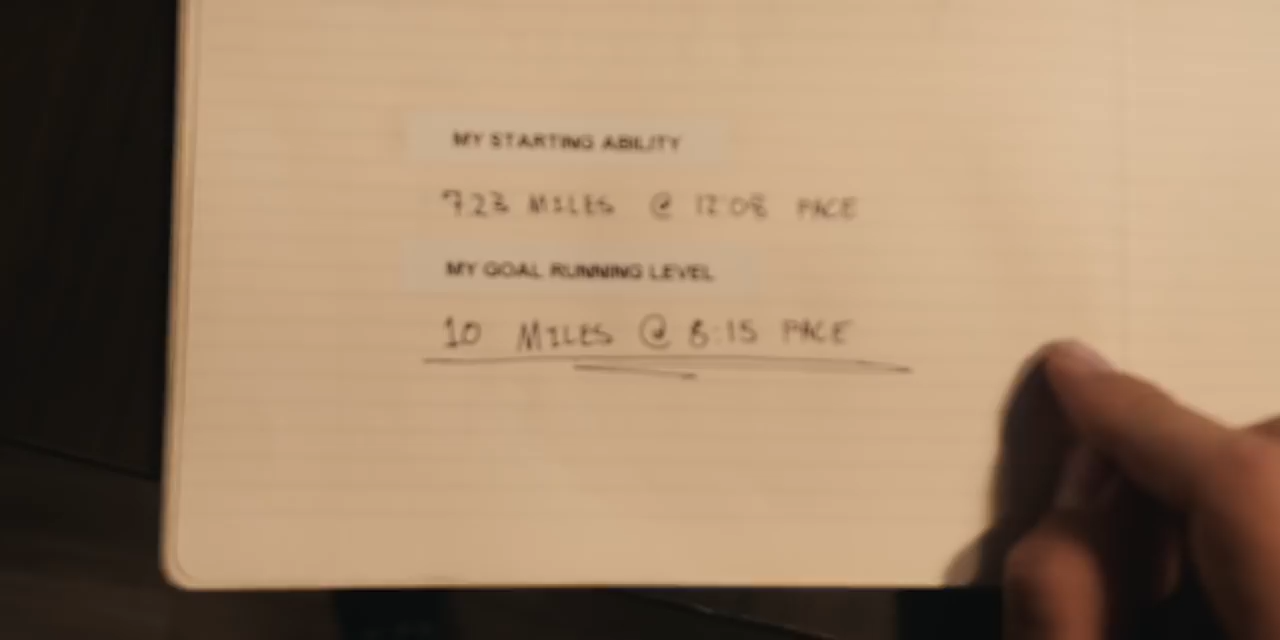 MY STARTING ABILITY
7.23 MILES @ 12:08 PACE
MY GOAL RUNNING LEVEL
10 MILES @ 8:15 PACE